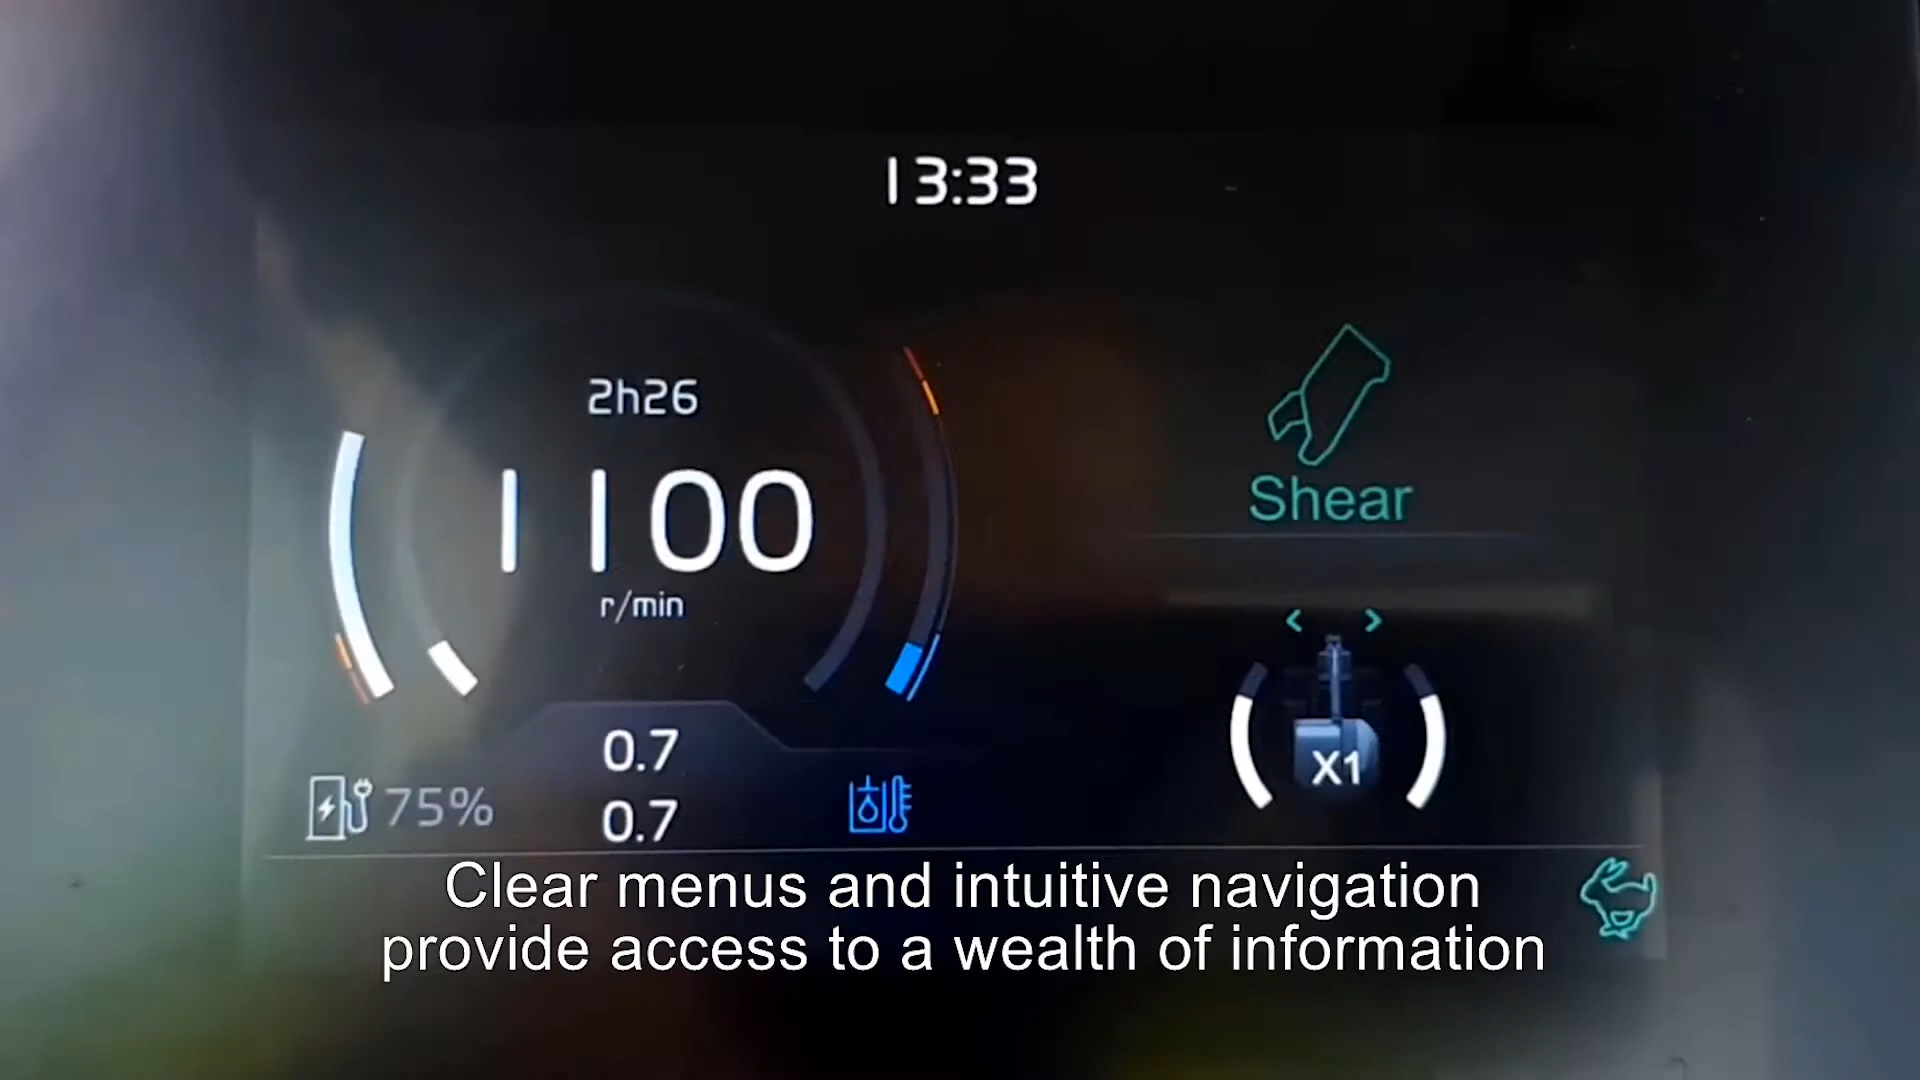 13:33
2h26
1100
r/min
0.7
0.7
75%
Shear
< >
X1
Clear menus and intuitive navigation
provide access to a wealth of information